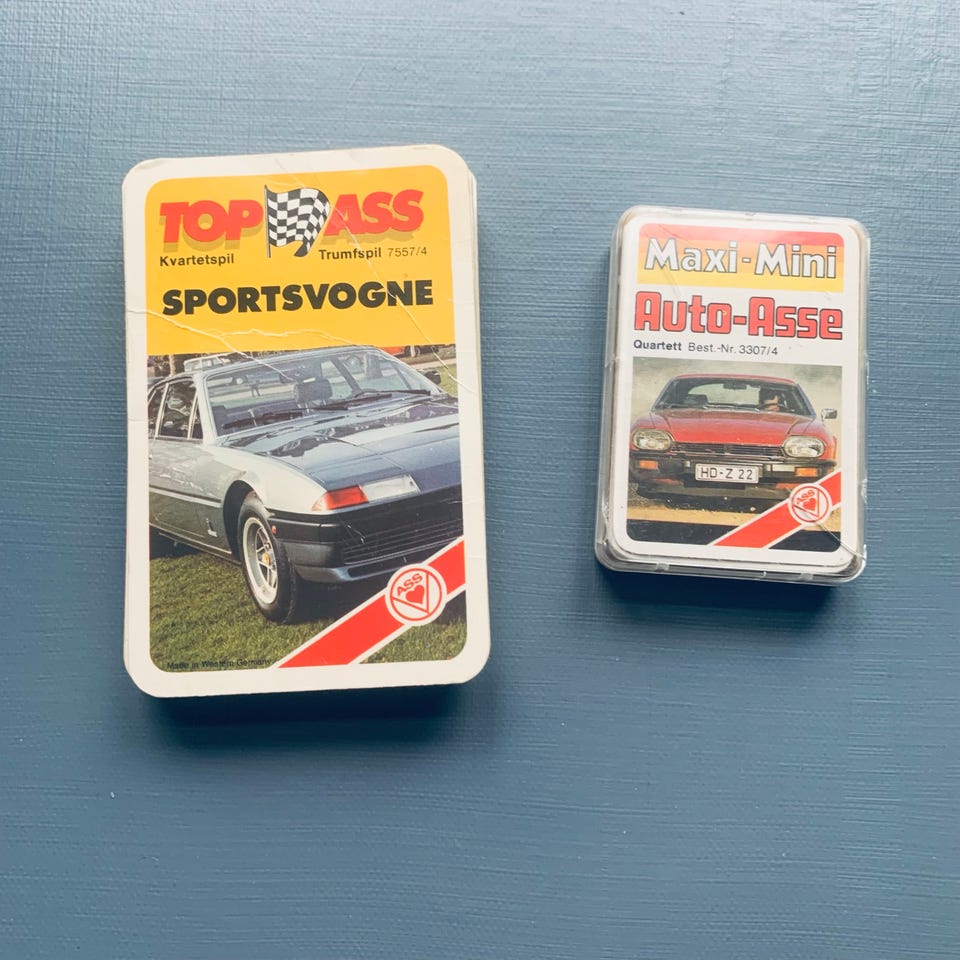 TOP ASS
Kvartetspil
Trumfspil 7557/4
SPORTSVOGNE
ASS
Made in Western Germany
Maxi-Mini
Auto-Asse
Quartett Best.-Nr. 3307/4
HD-Z 22
ASS